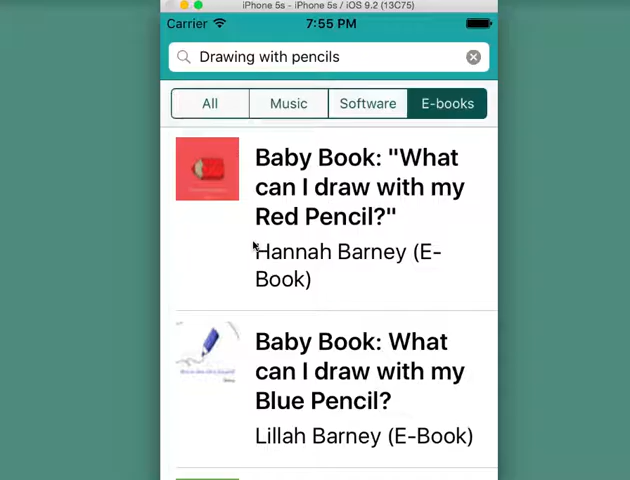 iPhone 5s - iPhone 5s / iOS 9.2 (13C75)
Carrier 7:55 PM
Drawing with pencils
All Music Software E-books
Baby Book: "What
can I draw with my
Red Pencil?"
Hannah Barney (E-
Book)
Baby Book: What
can I draw with my
Blue Pencil?
Lillah Barney (E-Book)